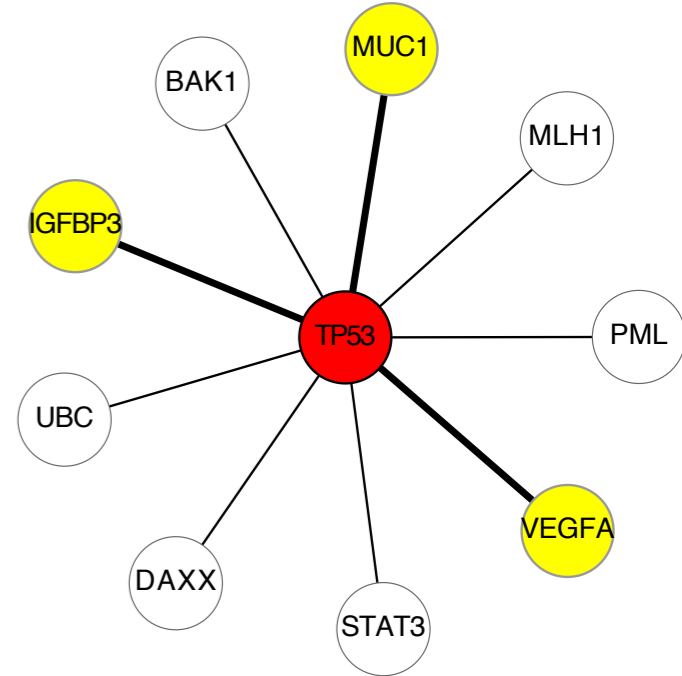 MUC1
BAK1
MLH1
IGFBP3
TP53
PML
UBC
VEGFA
DAXX
STAT3